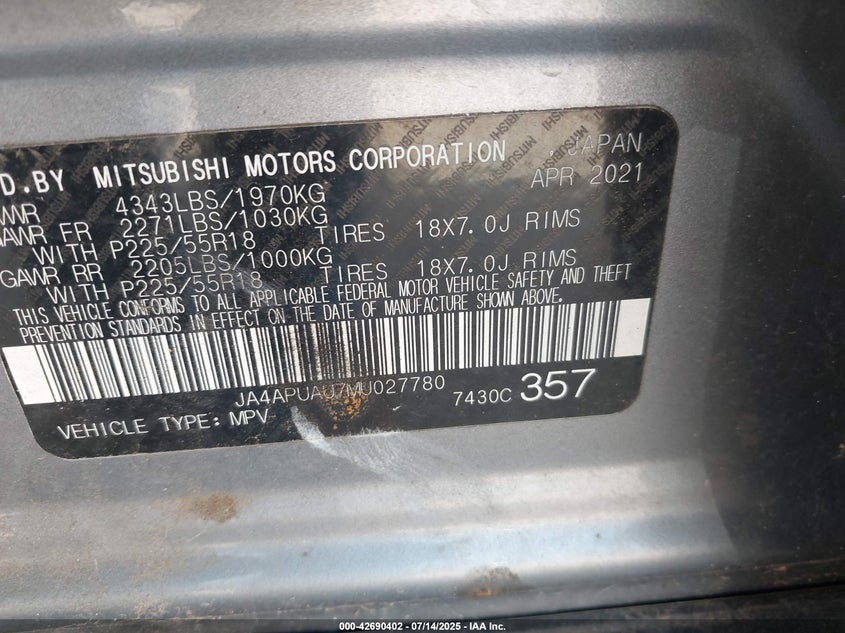 D.BY MITSUBISHI MOTORS CORPORATION , JAPAN
APR 2021
GVWR 4343LBS/1970KG
GAWR FR 2271LBS/1030KG
WITH P225/55R18 TIRES 18X7.0J RIMS
GAWR RR 2205LBS/1000KG
WITH P225/55R18 TIRES 18X7.0J RIMS
THIS VEHICLE CONFORMS TO ALL APPLICABLE FEDERAL MOTOR VEHICLE SAFETY AND THEFT
PREVENTION STANDARDS IN EFFECT ON THE DATE OF MANUFACTURE SHOWN ABOVE.
JA4APUAU7MU027780 7430C 357
VEHICLE TYPE: MPV
000-42690402 - 07/14/2025 - IAA Inc.